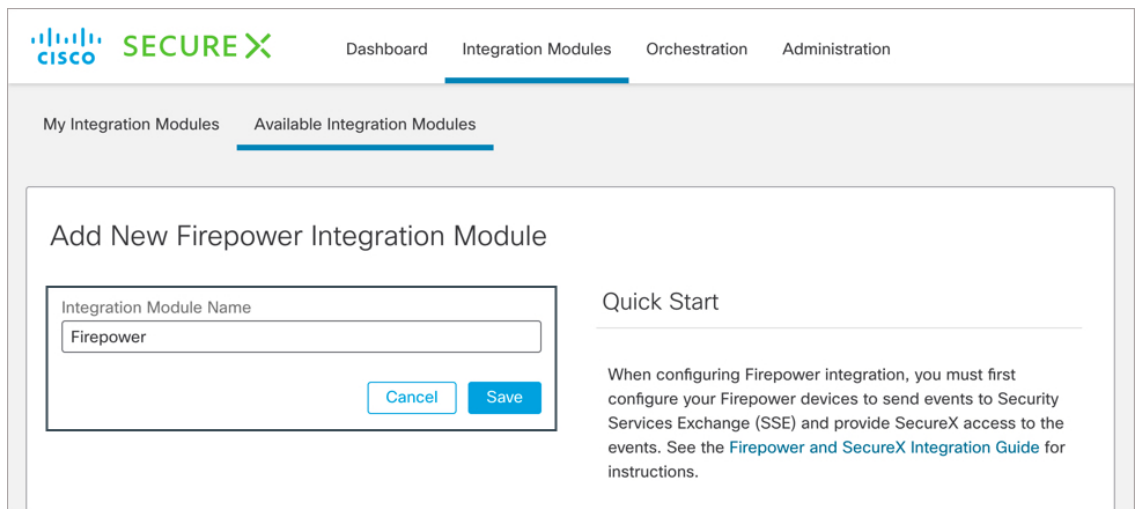 CISCO SECURE X Dashboard Integration Modules Orchestration Administration
My Integration Modules Available Integration Modules
Add New Firepower Integration Module
Integration Module Name
Firepower
Cancel Save
Quick Start
When configuring Firepower integration, you must first
configure your Firepower devices to send events to Security
Services Exchange (SSE) and provide SecureX access to the
events. See the Firepower and SecureX Integration Guide for
instructions.